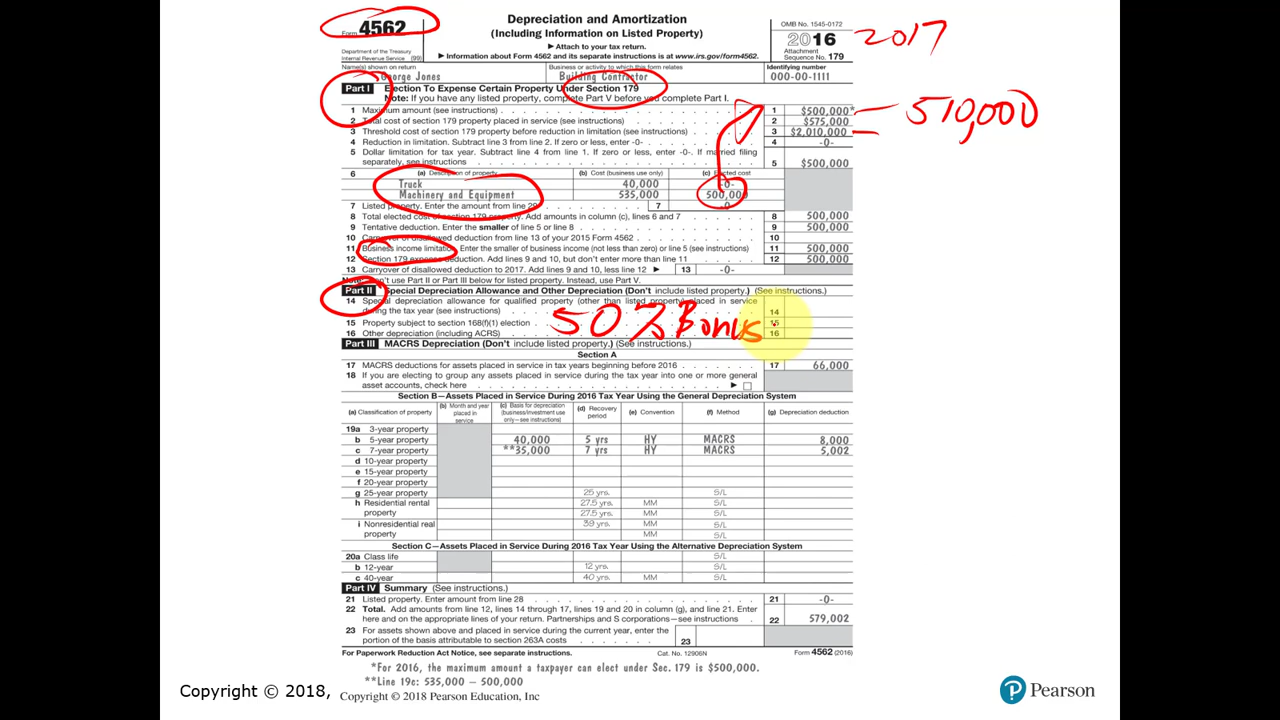 Form 4562
Department of the Treasury
Internal Revenue Service (99)
Depreciation and Amortization
(Including Information on Listed Property)
▶ Attach to your tax return.
▶ Information about Form 4562 and its separate instructions is at www.irs.gov/form4562.
OMB No. 1545-0172
2016
Attachment
Sequence No. 179
2017
Name(s) shown on return
George Jones
Business or activity to which this form relates
Building Contractor
Identifying number
000-00-1111
Part I Election To Expense Certain Property Under Section 179
Note: If you have any listed property, complete Part V before you complete Part I.
1 Maximum amount (see instructions) 1 $500,000*
510,000
2 Total cost of section 179 property placed in service (see instructions) 2 $575,000
3 Threshold cost of section 179 property before reduction in limitation (see instructions) 3 $2,010,000
4 Reduction in limitation. Subtract line 3 from line 2. If zero or less, enter -0- 4 -0-
5 Dollar limitation for tax year. Subtract line 4 from line 1. If zero or less, enter -0-. If married filing
separately, see instructions 5 $500,000
6 (a) Description of property (b) Cost (business use only) (c) Elected cost
Truck 40,000 -0-
Machinery and Equipment 535,000 500,000
7 Listed property. Enter the amount from line 29 7 -0-
8 Total elected cost of section 179 property. Add amounts in column (c), lines 6 and 7 8 500,000
9 Tentative deduction. Enter the smaller of line 5 or line 8 9 500,000
10 Carryover of disallowed deduction from line 13 of your 2015 Form 4562 10
11 Business income limitation. Enter the smaller of business income (not less than zero) or line 5 (see instructions) 11 500,000
12 Section 179 expense deduction. Add lines 9 and 10, but don't enter more than line 11 12 500,000
13 Carryover of disallowed deduction to 2017. Add lines 9 and 10, less line 12 ▶ 13 -0-
Note: Don't use Part II or Part III below for listed property. Instead, use Part V.
Part II Special Depreciation Allowance and Other Depreciation (Don't include listed property.) (See instructions.)
14 Special depreciation allowance for qualified property (other than listed property) placed in service
during the tax year (see instructions) 14
50% Bonus
15 Property subject to section 168(f)(1) election 15
16 Other depreciation (including ACRS) 16
Part III MACRS Depreciation (Don't include listed property.) (See instructions.)
Section A
17 MACRS deductions for assets placed in service in tax years beginning before 2016 17 66,000
18 If you are electing to group any assets placed in service during the tax year into one or more general
asset accounts, check here ▶ □
Section B—Assets Placed in Service During 2016 Tax Year Using the General Depreciation System
(a) Classification of property (b) Month and year placed in service (c) Basis for depreciation (business/investment use only—see instructions) (d) Recovery period (e) Convention (f) Method (g) Depreciation deduction
19a 3-year property
b 5-year property 40,000 5 yrs HY MACRS 8,000
c 7-year property **35,000 7 yrs HY MACRS 5,002
d 10-year property
e 15-year property
f 20-year property
g 25-year property 25 yrs. S/L
h Residential rental 27.5 yrs. MM S/L
property 27.5 yrs. MM S/L
i Nonresidential real 39 yrs. MM S/L
property MM S/L
Section C—Assets Placed in Service During 2016 Tax Year Using the Alternative Depreciation System
20a Class life S/L
b 12-year 12 yrs. S/L
c 40-year 40 yrs. MM S/L
Part IV Summary (See instructions.)
21 Listed property. Enter amount from line 28 21 -0-
22 Total. Add amounts from line 12, lines 14 through 17, lines 19 and 20 in column (g), and line 21. Enter
here and on the appropriate lines of your return. Partnerships and S corporations—see instructions 22 579,002
23 For assets shown above and placed in service during the current year, enter the
portion of the basis attributable to section 263A costs 23
For Paperwork Reduction Act Notice, see separate instructions. Cat. No. 12906N Form 4562 (2016)
*For 2016, the maximum amount a taxpayer can elect under Sec. 179 is $500,000.
**Line 19c: 535,000 – 500,000
Copyright © 2018, Copyright © 2018 Pearson Education, Inc
Pearson